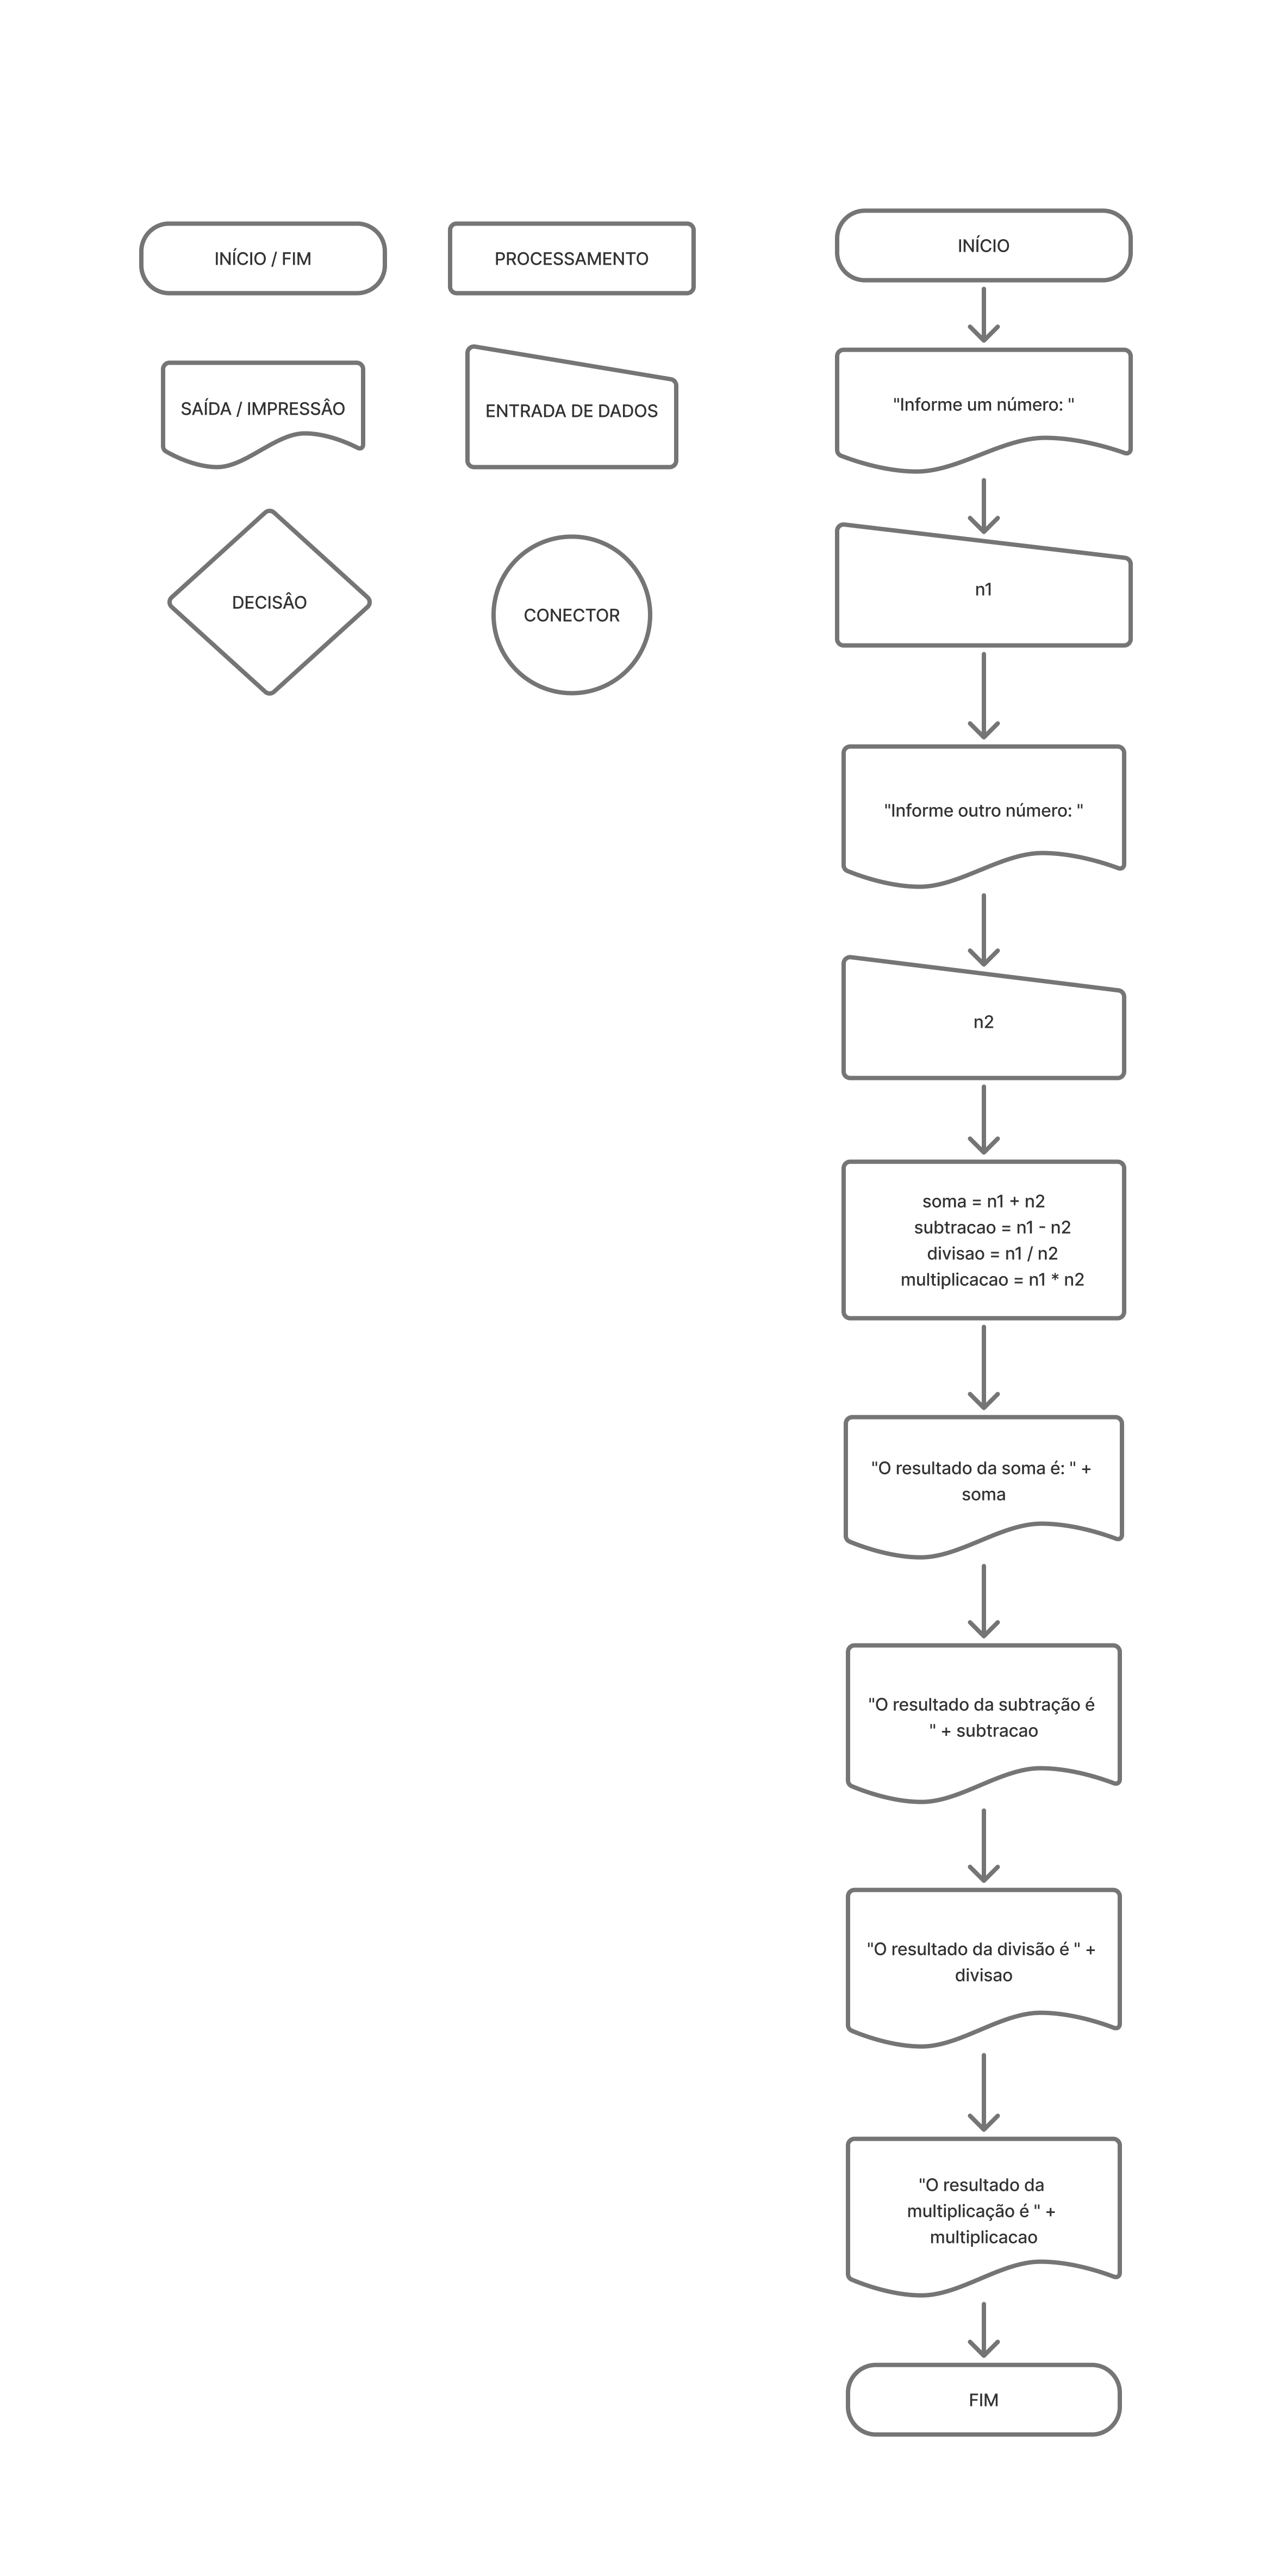 INÍCIO / FIM
PROCESSAMENTO
SAÍDA / IMPRESSÂO
ENTRADA DE DADOS
DECISÂO
CONECTOR
INÍCIO
"Informe um número: "
n1
"Informe outro número: "
n2
soma = n1 + n2
subtracao = n1 - n2
divisao = n1 / n2
multiplicacao = n1 * n2
"O resultado da soma é: " +
soma
"O resultado da subtração é
" + subtracao
"O resultado da divisão é " +
divisao
"O resultado da
multiplicação é " +
multiplicacao
FIM